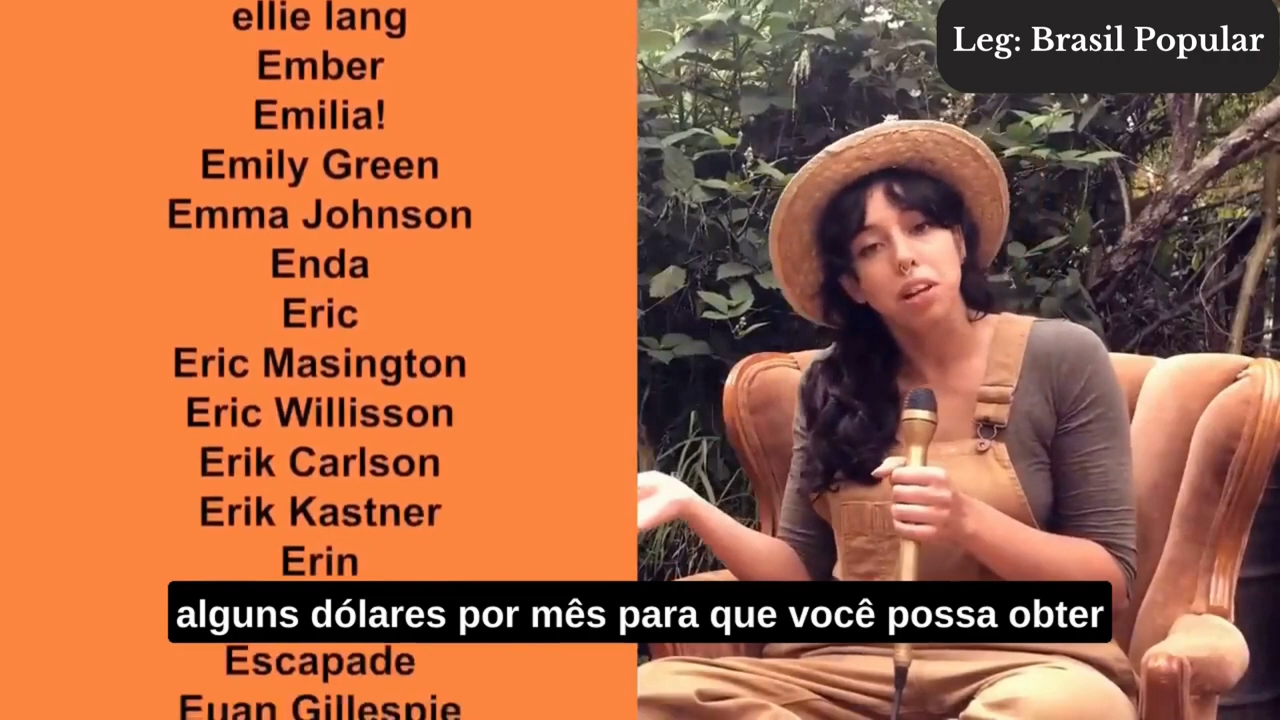 ellie lang
Ember
Emilia!
Emily Green
Emma Johnson
Enda
Eric
Eric Masington
Eric Willisson
Erik Carlson
Erik Kastner
Erin
Escapade
Euan Gillespie
Leg: Brasil Popular
alguns dólares por mês para que você possa obter